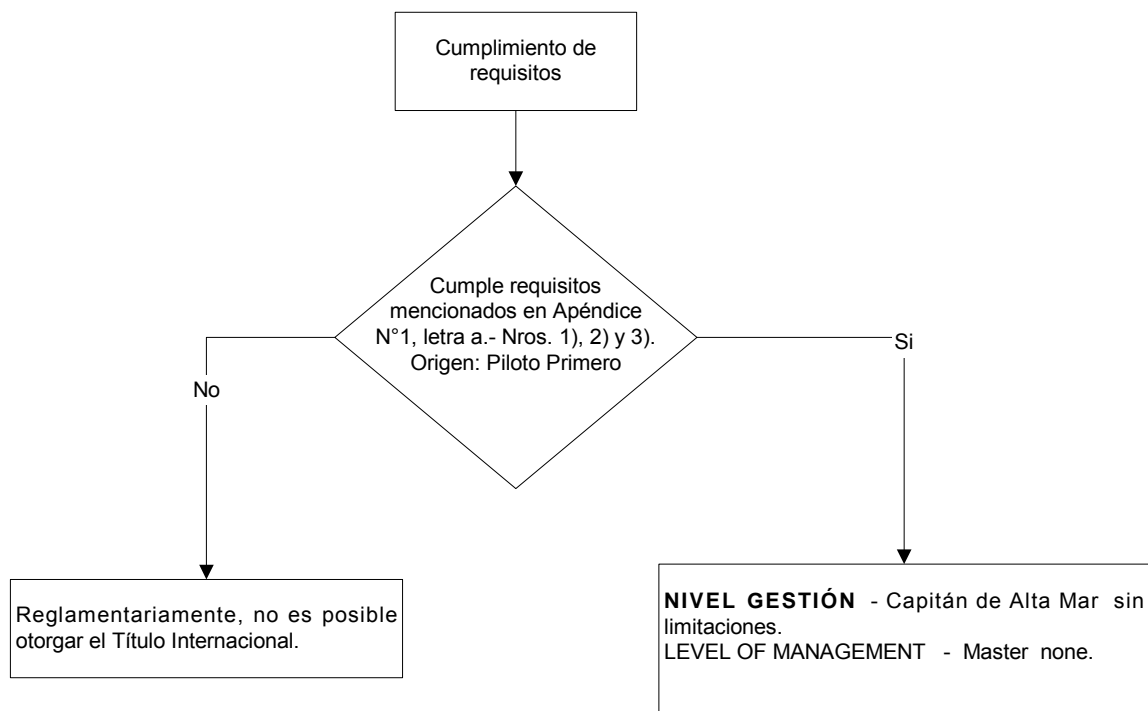 Cumplimiento de
requisitos
Cumple requisitos
mencionados en Apéndice
N°1, letra a.- Nros. 1), 2) y 3).
Origen: Piloto Primero
Si
No
Reglamentariamente, no es posible
otorgar el Título Internacional.
NIVEL GESTIÓN - Capitán de Alta Mar sin
limitaciones.
LEVEL OF MANAGEMENT - Master none.